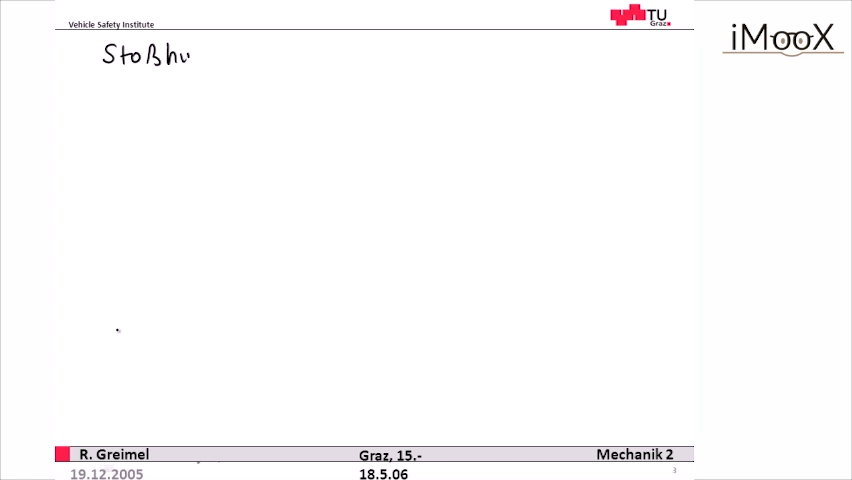 Vehicle Safety Institute
TU
Graz
iMooX
Stoßhu
R. Greimel
Graz, 15.-
Mechanik 2
19.12.2005
18.5.06
3